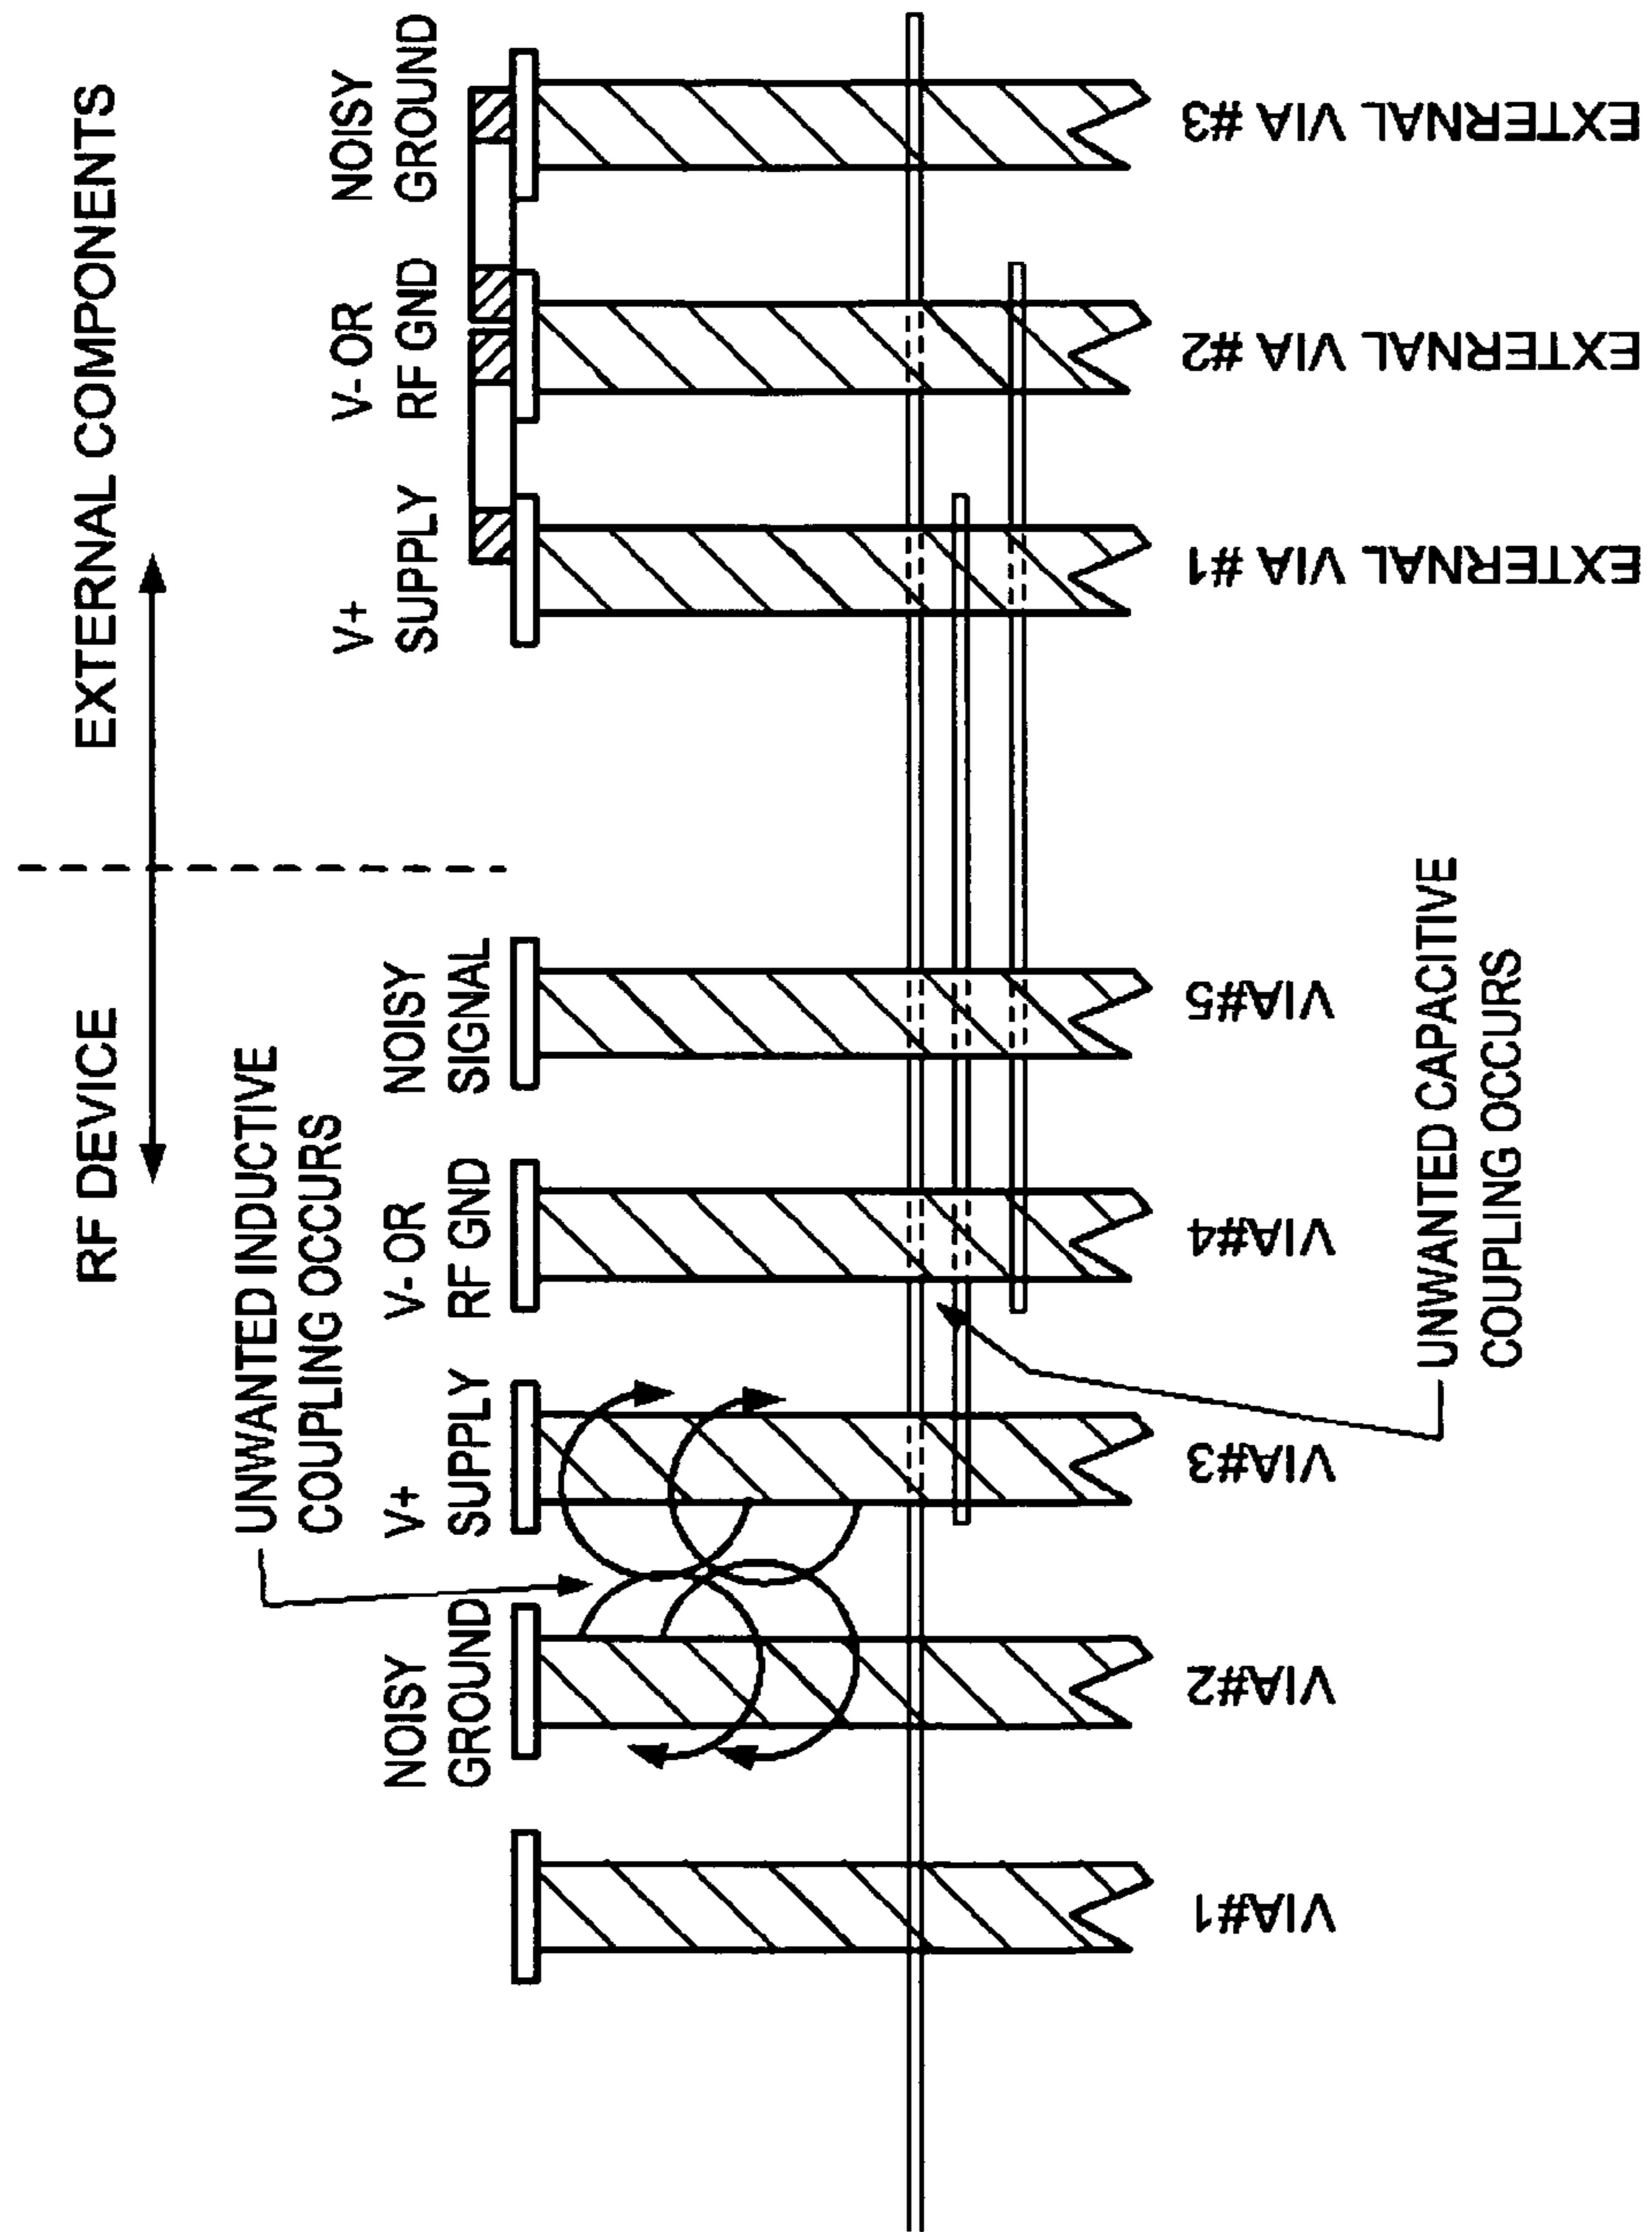 RF DEVICE
EXTERNAL COMPONENTS
UNWANTED INDUCTIVE
COUPLING OCCURS
NOISY
GROUND
V+
SUPPLY
V- OR
RF GND
NOISY
SIGNAL
V+
SUPPLY
V- OR
RF GND
NOISY
GROUND
VIA#1
VIA#2
VIA#3
VIA#4
VIA#5
EXTERNAL VIA #1
EXTERNAL VIA #2
EXTERNAL VIA #3
UNWANTED CAPACITIVE
COUPLING OCCURS